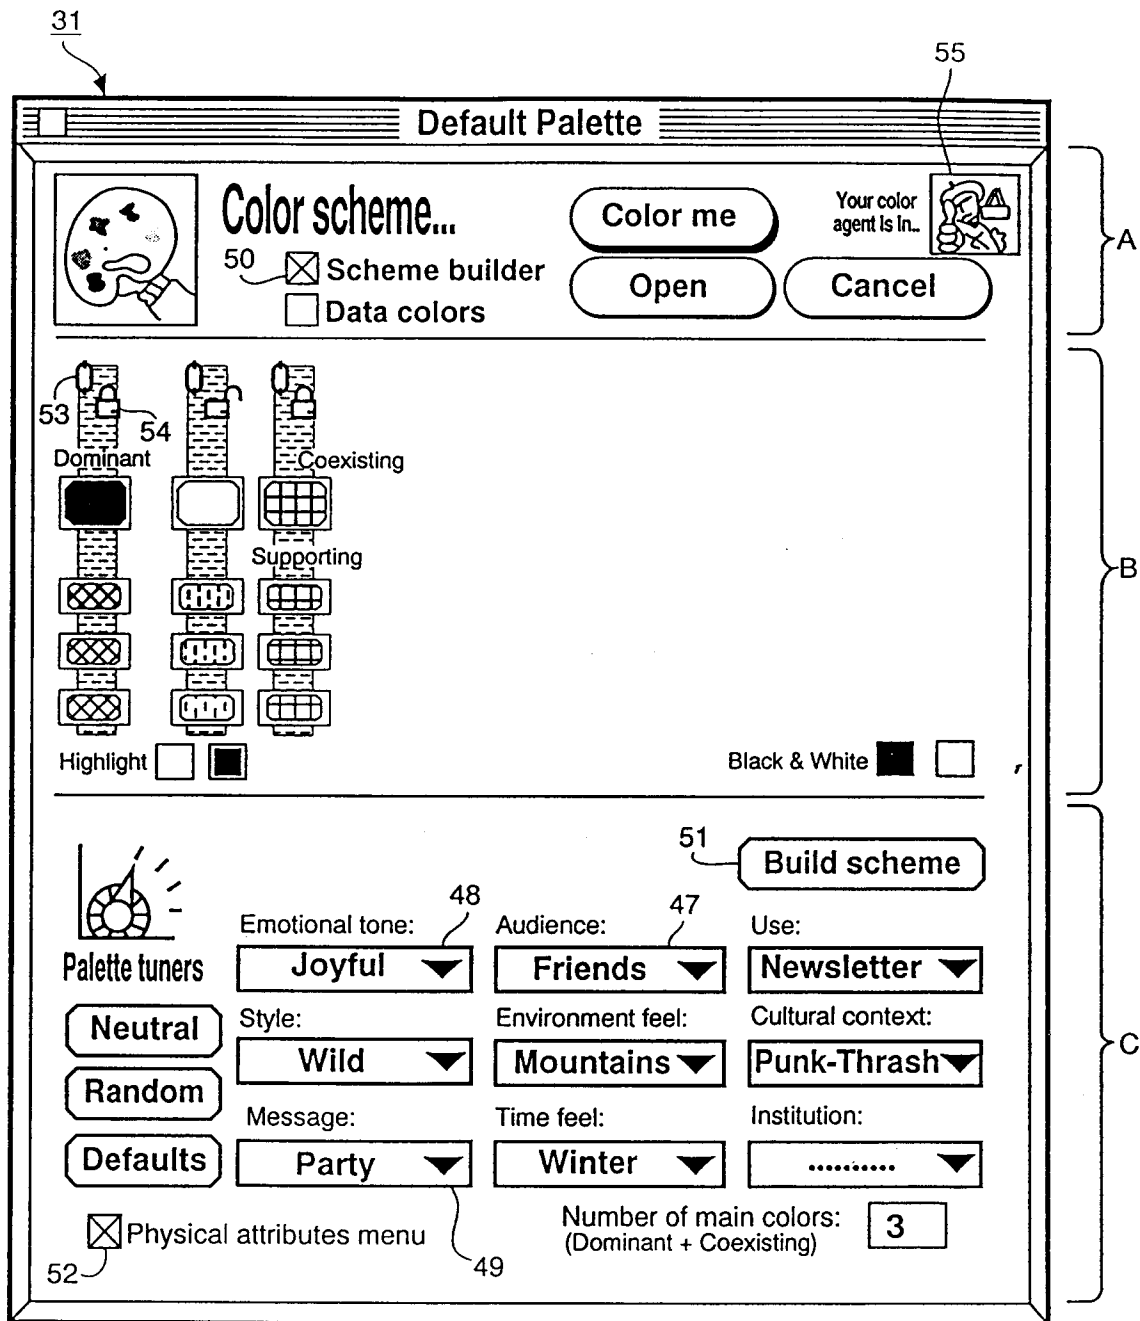 31
55
Default Palette
Color scheme...
Color me
Your color
agent is in..
A
50
Scheme builder
Open
Cancel
Data colors
53
54
Dominant
Coexisting
Supporting
B
Highlight
Black & White
51
Build scheme
48
47
Emotional tone:
Audience:
Use:
Palette tuners
Joyful
Friends
Newsletter
Neutral
Style:
Environment feel:
Cultural context:
Wild
Mountains
Punk-Thrash
C
Random
Message:
Time feel:
Institution:
Defaults
Party
Winter
..........
Physical attributes menu
Number of main colors:
(Dominant + Coexisting)
3
52
49